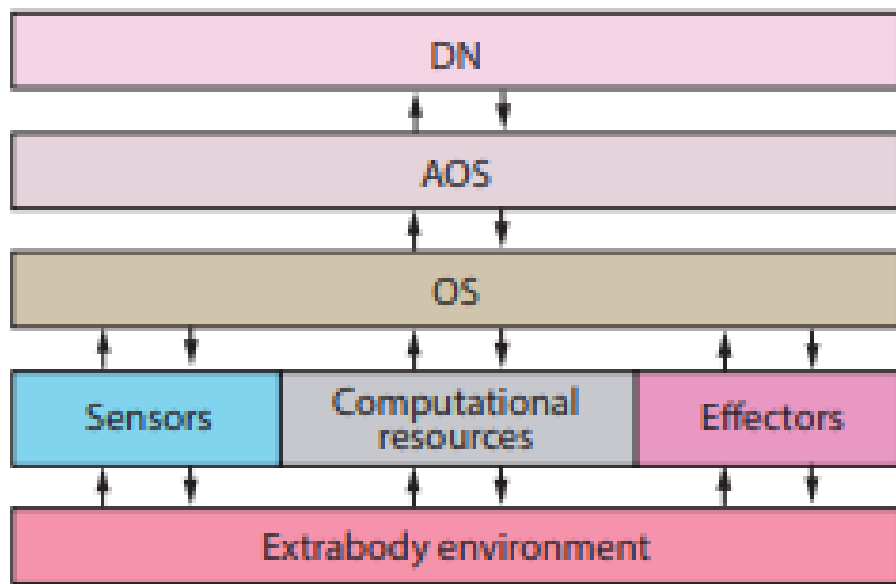 DN
AOS
OS
Sensors
Computational
resources
Effectors
Extrabody environment